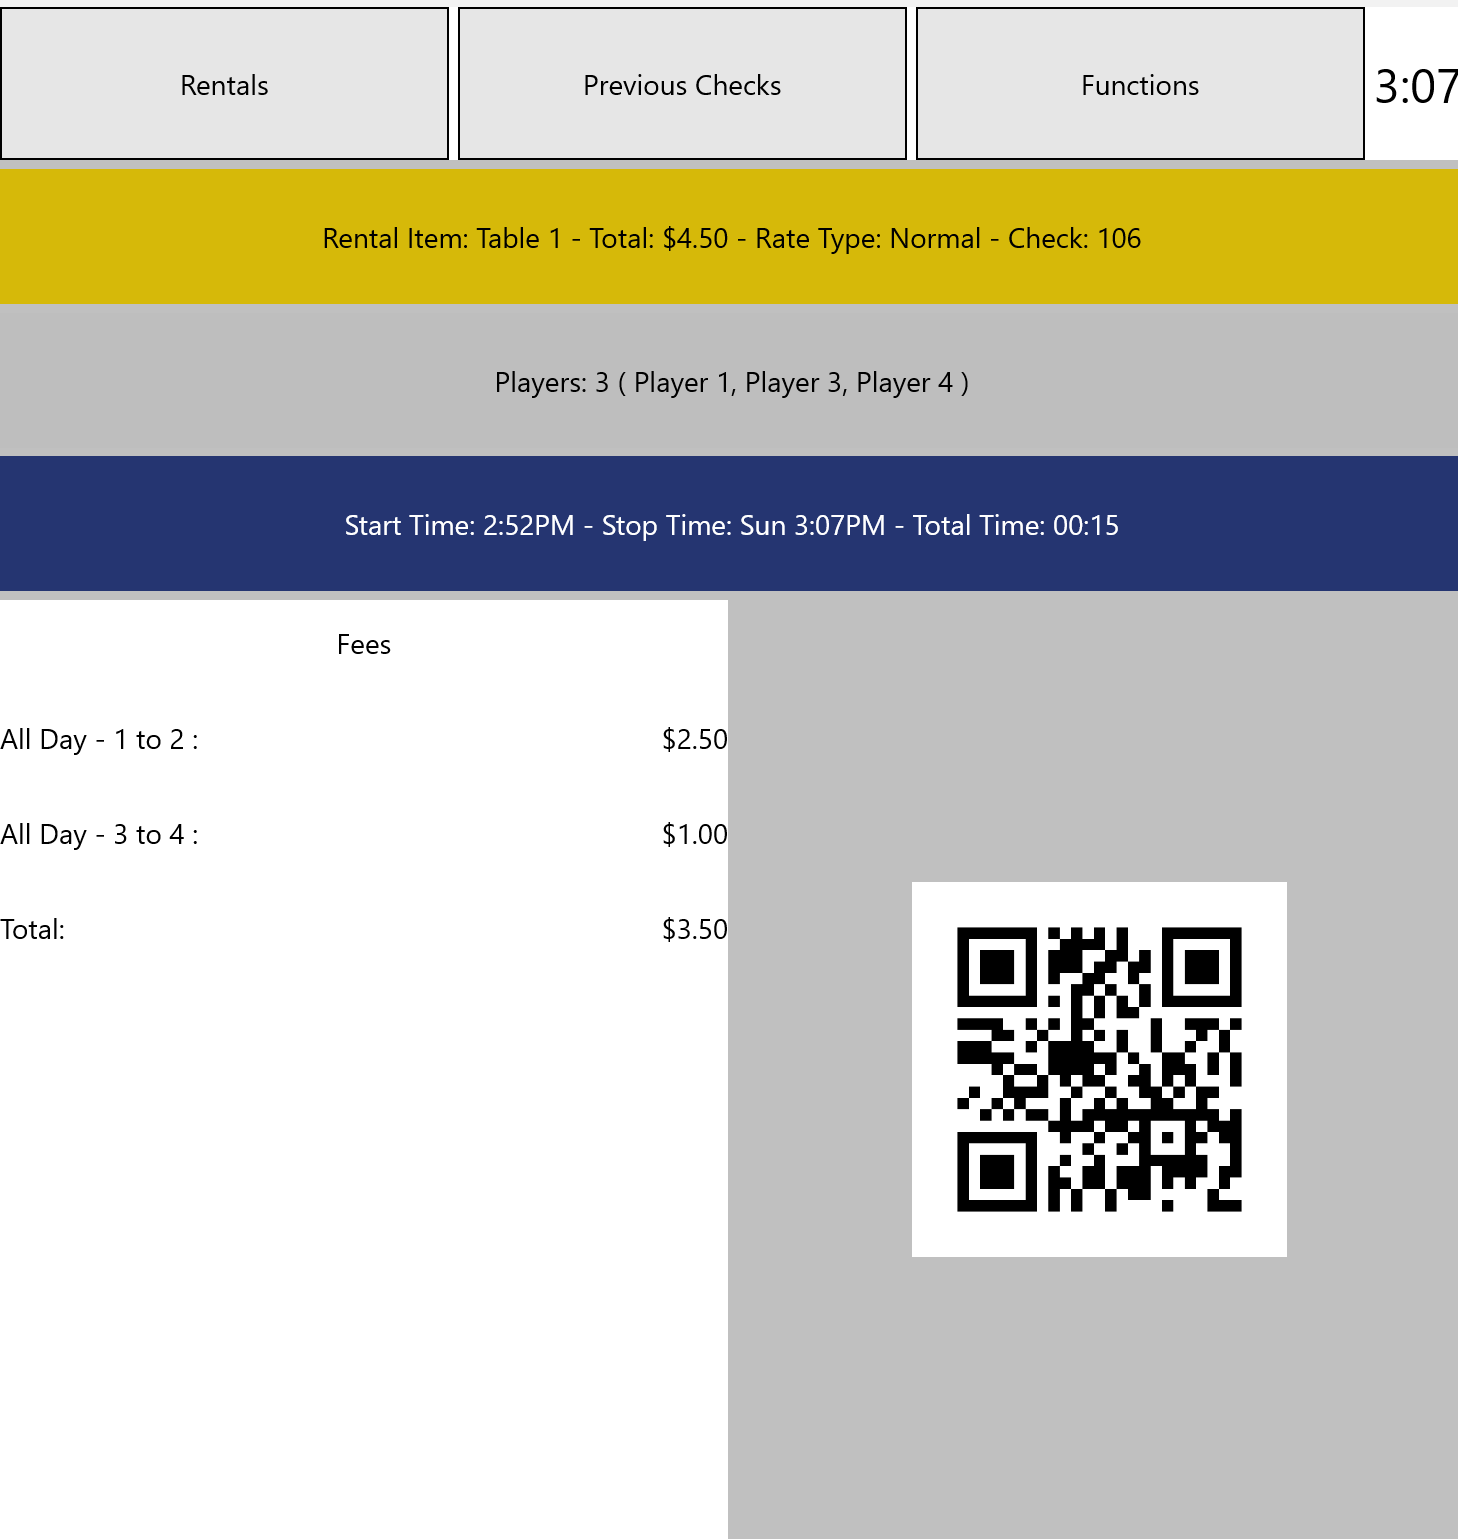 Rentals
Previous Checks
Functions
3:07
Rental Item: Table 1 - Total: $4.50 - Rate Type: Normal - Check: 106
Players: 3 ( Player 1, Player 3, Player 4 )
Start Time: 2:52PM - Stop Time: Sun 3:07PM - Total Time: 00:15
Fees
All Day - 1 to 2 : $2.50
All Day - 3 to 4 : $1.00
Total: $3.50